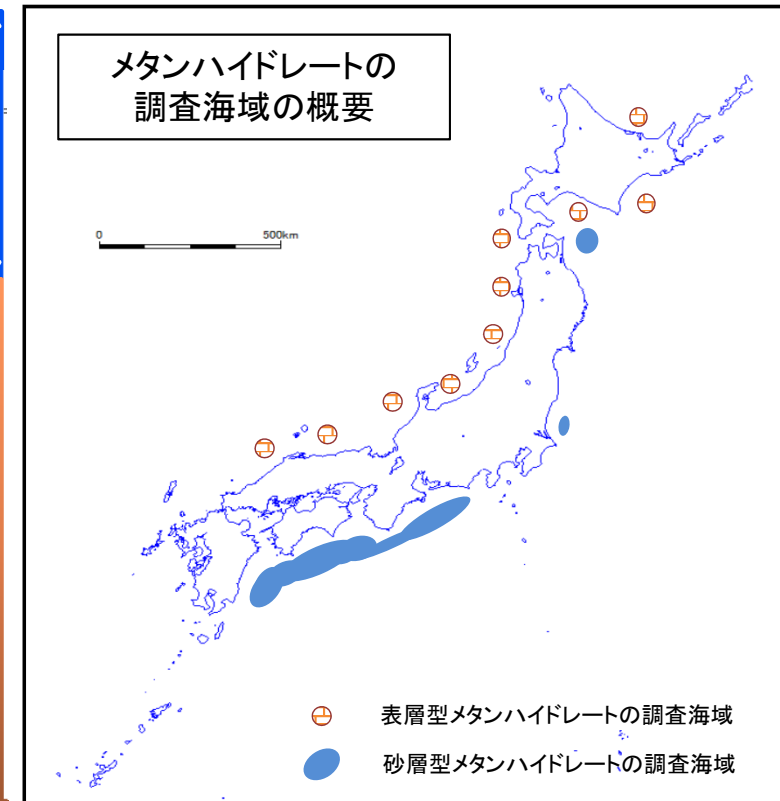 メタンハイドレートの
調査海域の概要
0 500km
表層型メタンハイドレートの調査海域
砂層型メタンハイドレートの調査海域